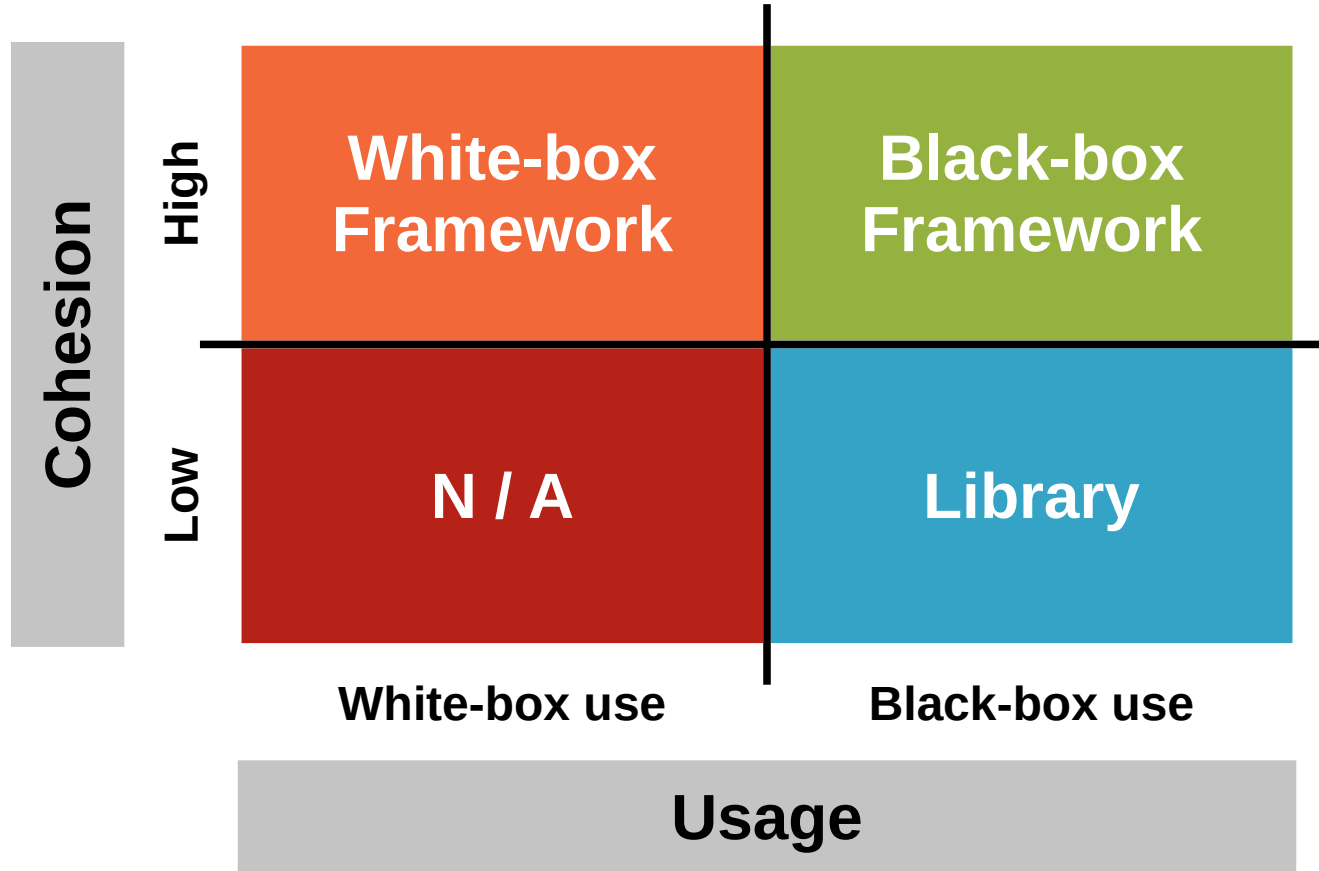 Cohesion
High
White-box
Framework
Black-box
Framework
Low
N / A
Library
White-box use
Black-box use
Usage